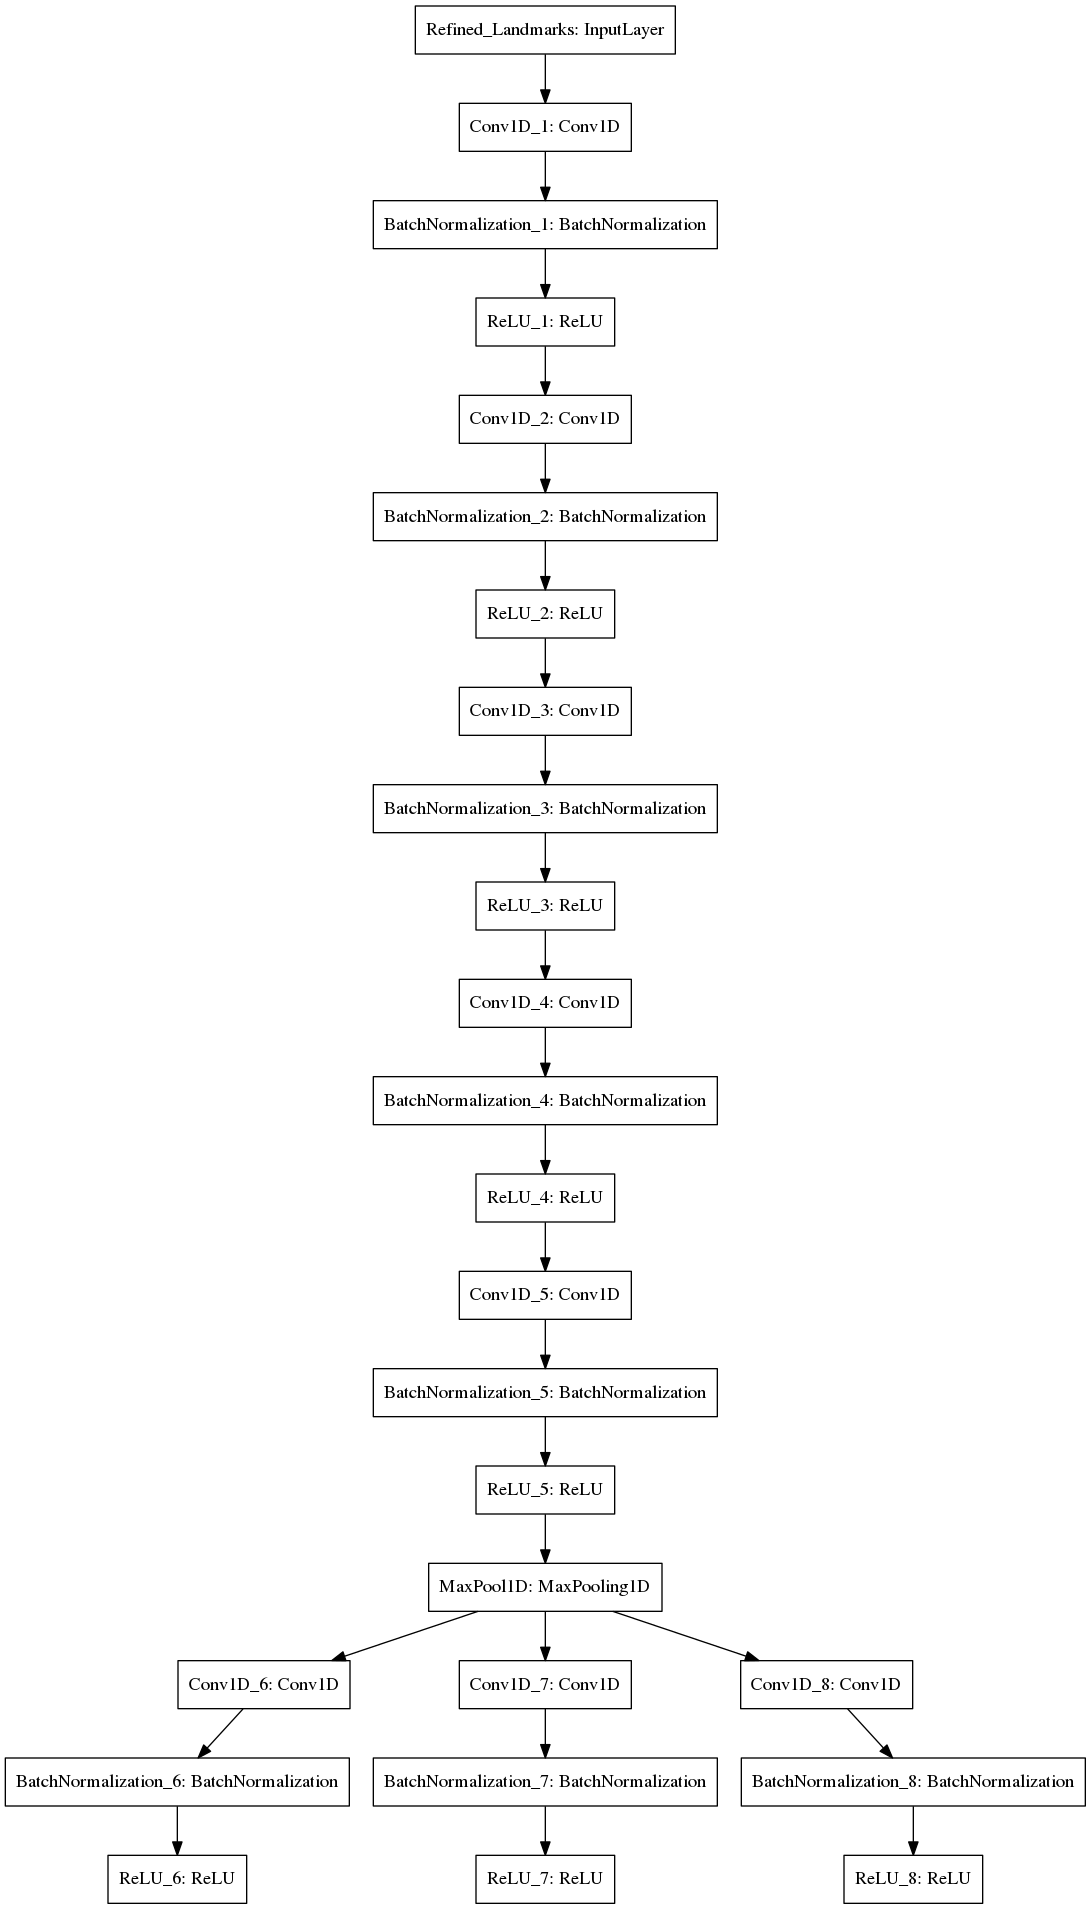 Refined_Landmarks: InputLayer
Conv1D_1: Conv1D
BatchNormalization_1: BatchNormalization
ReLU_1: ReLU
Conv1D_2: Conv1D
BatchNormalization_2: BatchNormalization
ReLU_2: ReLU
Conv1D_3: Conv1D
BatchNormalization_3: BatchNormalization
ReLU_3: ReLU
Conv1D_4: Conv1D
BatchNormalization_4: BatchNormalization
ReLU_4: ReLU
Conv1D_5: Conv1D
BatchNormalization_5: BatchNormalization
ReLU_5: ReLU
MaxPool1D: MaxPooling1D
Conv1D_6: Conv1D
Conv1D_7: Conv1D
Conv1D_8: Conv1D
BatchNormalization_6: BatchNormalization
BatchNormalization_7: BatchNormalization
BatchNormalization_8: BatchNormalization
ReLU_6: ReLU
ReLU_7: ReLU
ReLU_8: ReLU